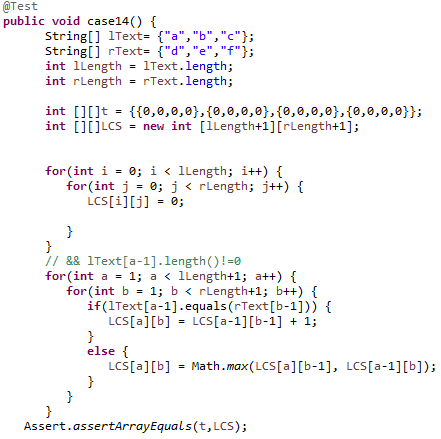 @Test
public void case14() {
String[] lText= {"a","b","c"};
String[] rText= {"d","e","f"};
int lLength = lText.length;
int rLength = rText.length;
int [][]t = {{0,0,0,0},{0,0,0,0},{0,0,0,0},{0,0,0,0}};
int [][]LCS = new int [lLength+1][rLength+1];
for(int i = 0; i < lLength; i++) {
for(int j = 0; j < rLength; j++) {
LCS[i][j] = 0;
}
}
// && lText[a-1].length()!=0
for(int a = 1; a < lLength+1; a++) {
for(int b = 1; b < rLength+1; b++) {
if(lText[a-1].equals(rText[b-1])) {
LCS[a][b] = LCS[a-1][b-1] + 1;
}
else {
LCS[a][b] = Math.max(LCS[a][b-1], LCS[a-1][b]);
}
}
}
Assert.assertArrayEquals(t,LCS);